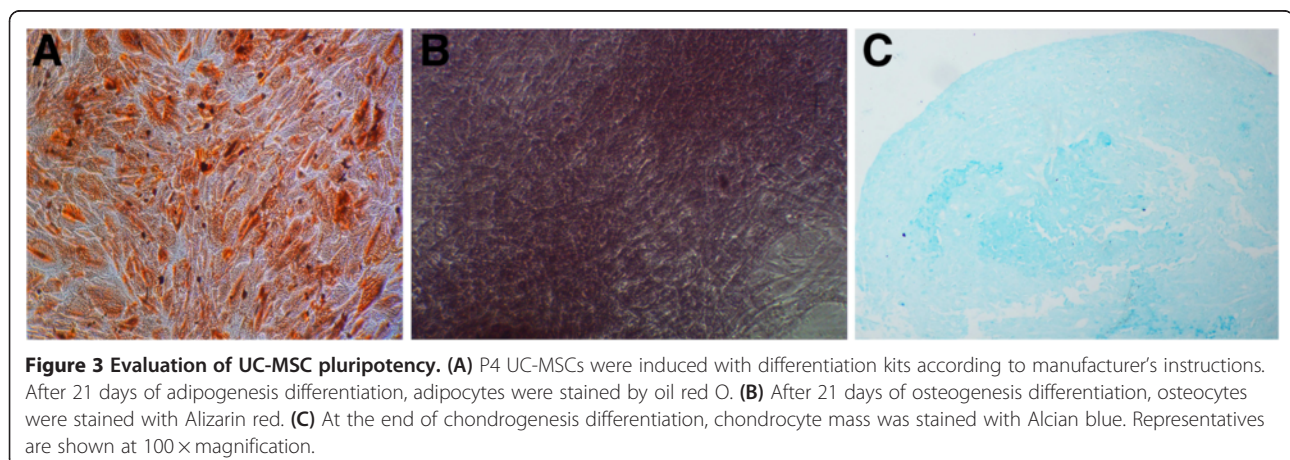 A B C
Figure 3 Evaluation of UC-MSC pluripotency. (A) P4 UC-MSCs were induced with differentiation kits according to manufacturer's instructions.
After 21 days of adipogenesis differentiation, adipocytes were stained by oil red O. (B) After 21 days of osteogenesis differentiation, osteocytes
were stained with Alizarin red. (C) At the end of chondrogenesis differentiation, chondrocyte mass was stained with Alcian blue. Representatives
are shown at 100 × magnification.